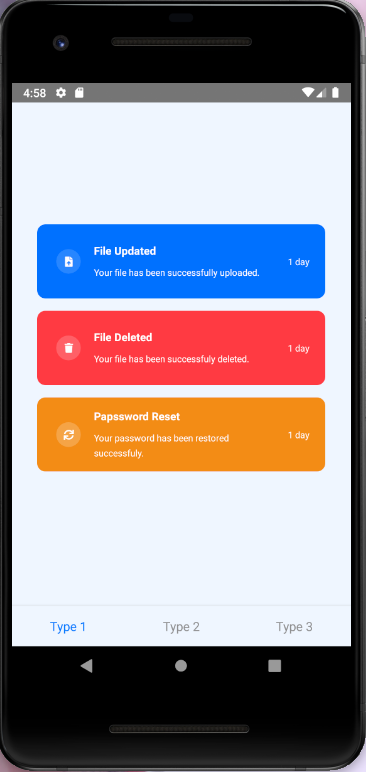 4:58
File Updated
Your file has been successfully uploaded.
1 day
File Deleted
Your file has been successfuly deleted.
1 day
Papssword Reset
Your password has been restored
successfuly.
1 day
Type 1 Type 2 Type 3